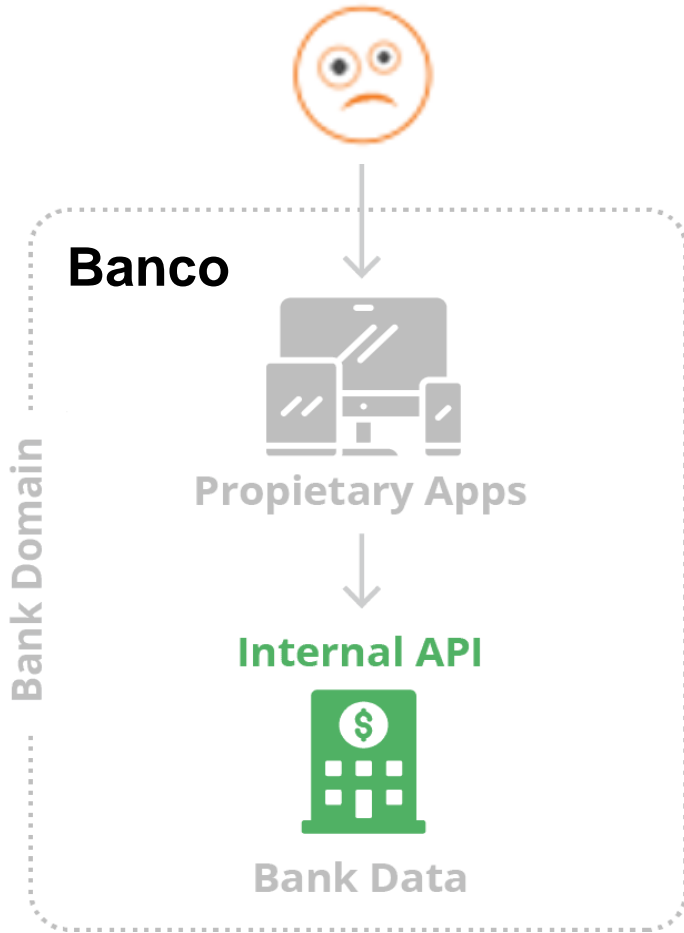 Banco
Propietary Apps
Bank Domain
Internal API
$
Bank Data